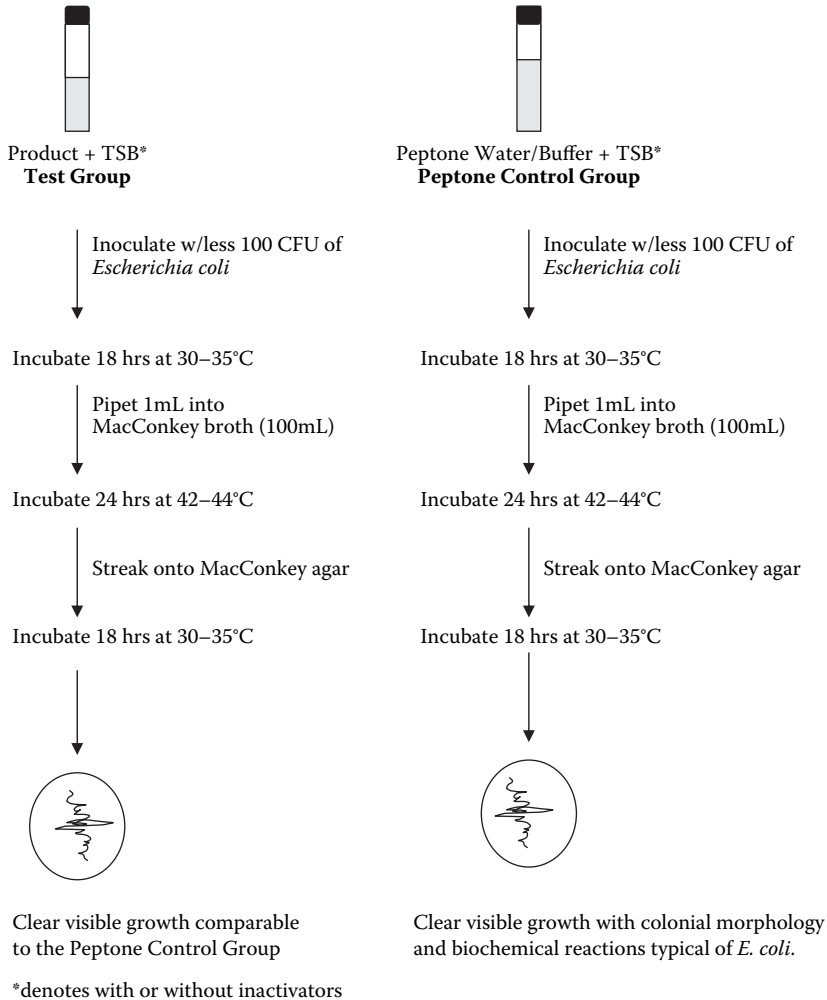 Product + TSB*
Test Group
Inoculate w/less 100 CFU of
Escherichia coli
Incubate 18 hrs at 30–35°C
Pipet 1mL into
MacConkey broth (100mL)
Incubate 24 hrs at 42–44°C
Streak onto MacConkey agar
Incubate 18 hrs at 30–35°C
Clear visible growth comparable
to the Peptone Control Group
*denotes with or without inactivators
Peptone Water/Buffer + TSB*
Peptone Control Group
Inoculate w/less 100 CFU of
Escherichia coli
Incubate 18 hrs at 30–35°C
Pipet 1mL into
MacConkey broth (100mL)
Incubate 24 hrs at 42–44°C
Streak onto MacConkey agar
Incubate 18 hrs at 30–35°C
Clear visible growth with colonial morphology
and biochemical reactions typical of E. coli.